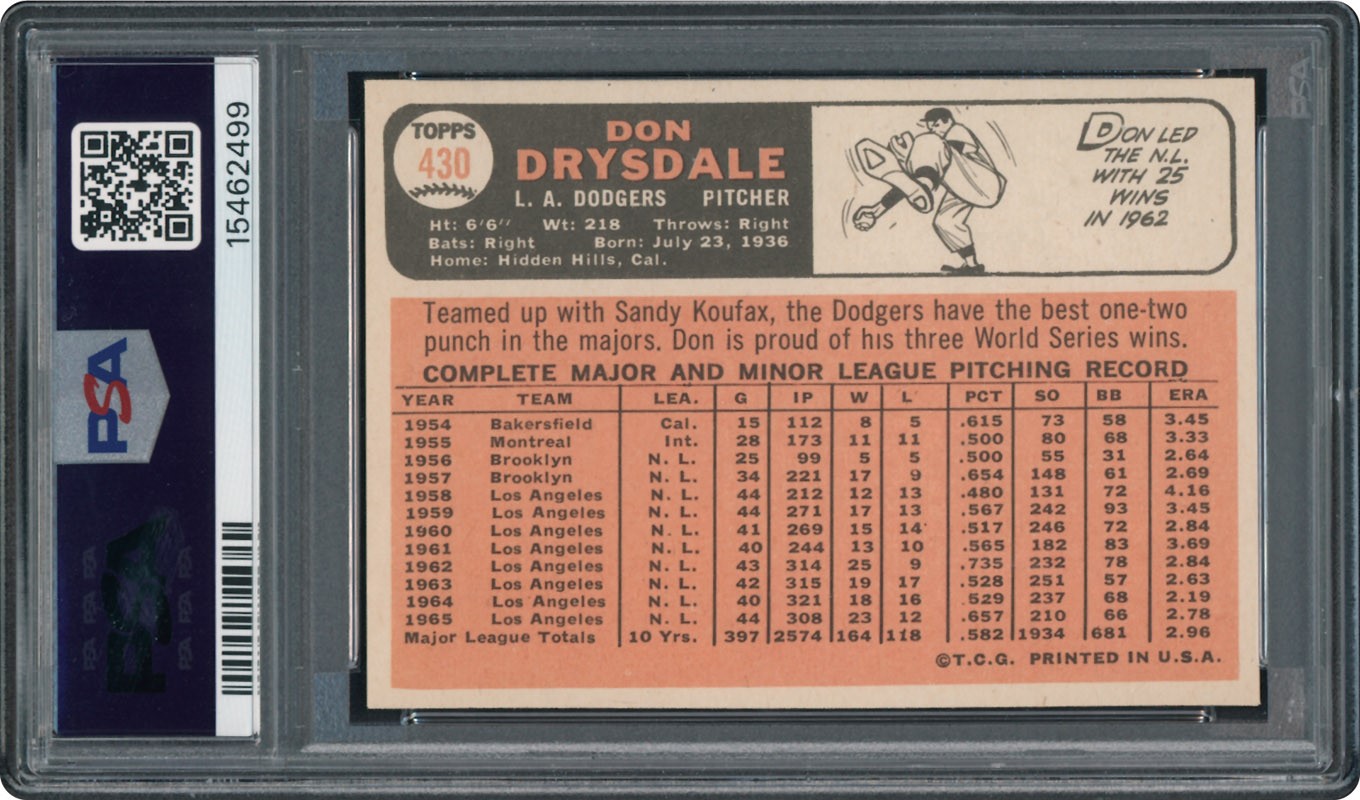 15462499
PSA
TOPPS
430
DON
DRYSDALE
L. A. DODGERS PITCHER
Ht: 6'6" Wt: 218 Throws: Right
Bats: Right Born: July 23, 1936
Home: Hidden Hills, Cal.
DON LED
THE N.L.
WITH 25
WINS
IN 1962
Teamed up with Sandy Koufax, the Dodgers have the best one-two
punch in the majors. Don is proud of his three World Series wins.
COMPLETE MAJOR AND MINOR LEAGUE PITCHING RECORD
YEAR TEAM LEA. G IP W L PCT SO BB ERA
1954 Bakersfield Cal. 15 112 8 5 .615 73 58 3.45
1955 Montreal Int. 28 173 11 11 .500 80 68 3.33
1956 Brooklyn N. L. 25 99 5 5 .500 55 31 2.64
1957 Brooklyn N. L. 34 221 17 9 .654 148 61 2.69
1958 Los Angeles N. L. 44 212 12 13 .480 131 72 4.16
1959 Los Angeles N. L. 44 271 17 13 .567 242 93 3.45
1960 Los Angeles N. L. 41 269 15 14 .517 246 72 2.84
1961 Los Angeles N. L. 40 244 13 10 .565 182 83 3.69
1962 Los Angeles N. L. 43 314 25 9 .735 232 78 2.84
1963 Los Angeles N. L. 42 315 19 17 .528 251 57 2.63
1964 Los Angeles N. L. 40 321 18 16 .529 237 68 2.19
1965 Los Angeles N. L. 44 308 23 12 .657 210 66 2.78
Major League Totals 10 Yrs. 397 2574 164 118 .582 1934 681 2.96
©T.C.G. PRINTED IN U.S.A.
PSA
PSA PSA PSA
PSA PSA PSA
PSA